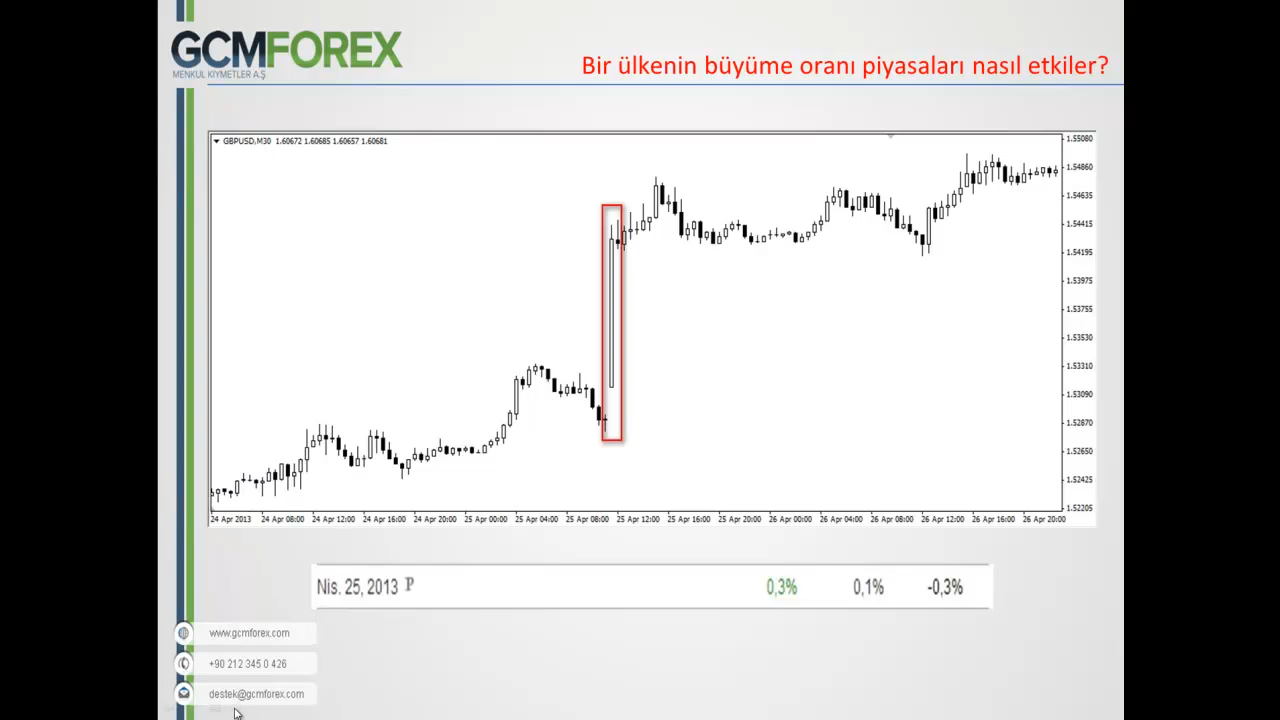 GCMFOREX
MENKUL KIYMETLER A.Ş
Bir ülkenin büyüme oranı piyasaları nasıl etkiler?
GBPUSD,M30 1.60672 1.60685 1.60657 1.60681
1.55080
1.54860
1.54635
1.54415
1.54195
1.53975
1.53755
1.53530
1.53310
1.53090
1.52870
1.52650
1.52425
1.52205
24 Apr 2013 24 Apr 08:00 24 Apr 12:00 24 Apr 16:00 24 Apr 20:00 25 Apr 00:00 25 Apr 04:00 25 Apr 08:00 25 Apr 12:00 25 Apr 16:00 25 Apr 20:00 26 Apr 00:00 26 Apr 04:00 26 Apr 08:00 26 Apr 12:00 26 Apr 16:00 26 Apr 20:00
Nis. 25, 2013 P 0,3% 0,1% -0,3%
www.gcmforex.com
+90 212 345 0 426
destek@gcmforex.com